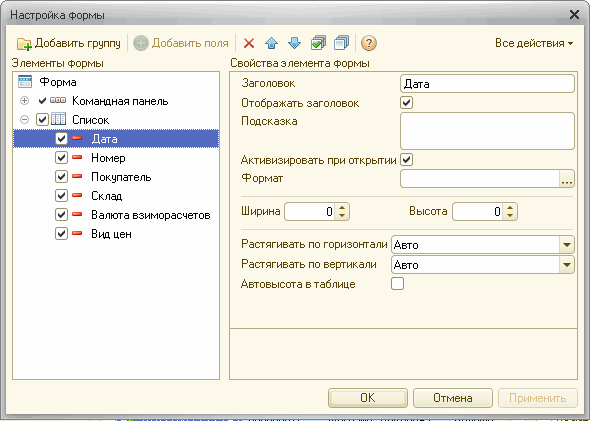 Настройка формы
Добавить группу Добавить поля Все действия
Элементы формы
Форма
Командная панель
Список
Дата
Номер
Покупатель
Склад
Валюта взиморасчетов
Вид цен
Свойства элемента формы
Заголовок Дата
Отображать заголовок
Подсказка
Активизировать при открытии
Формат ...
Ширина 0 Высота 0
Растягивать по горизонтали Авто
Растягивать по вертикали Авто
Автовысота в таблице
OK Отмена Применить